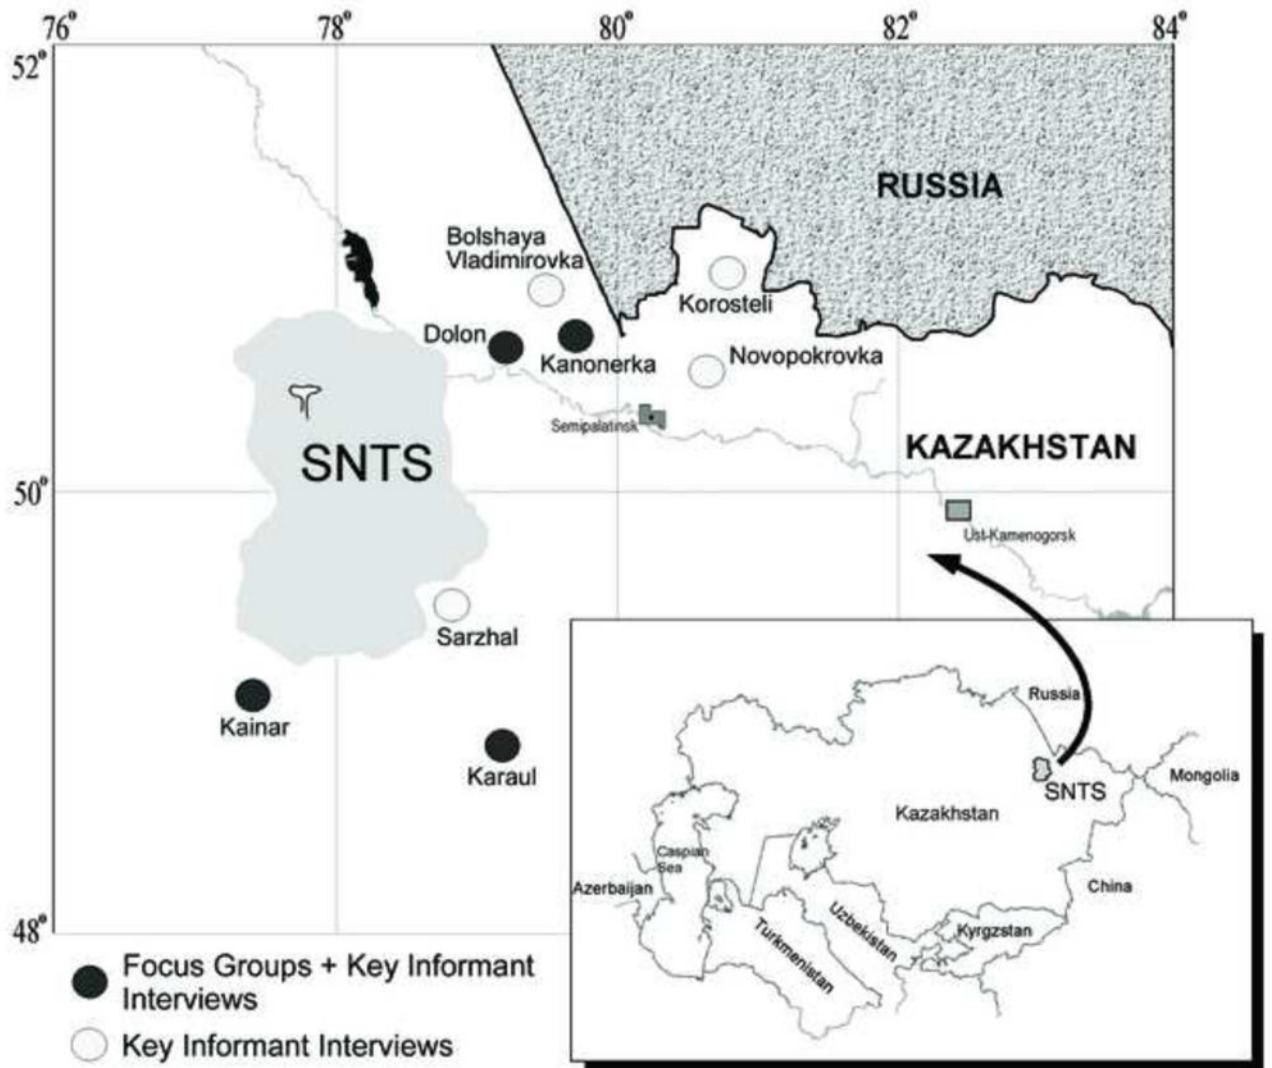 76°
78°
80°
82°
84°
52°
RUSSIA
Bolshaya
Vladimirovka
Korosteli
Dolon
Kanonerka
Novopokrovka
Semipalatinsk
KAZAKHSTAN
SNTS
50°
Ust-Kamenogorsk
Sarzhal
Kainar
Karaul
48°
Russia
Mongolia
SNTS
Kazakhstan
Caspian
Sea
Azerbaijan
China
Uzbekistan
Kyrgzstan
Turkmenistan
Focus Groups + Key Informant
Interviews
Key Informant Interviews